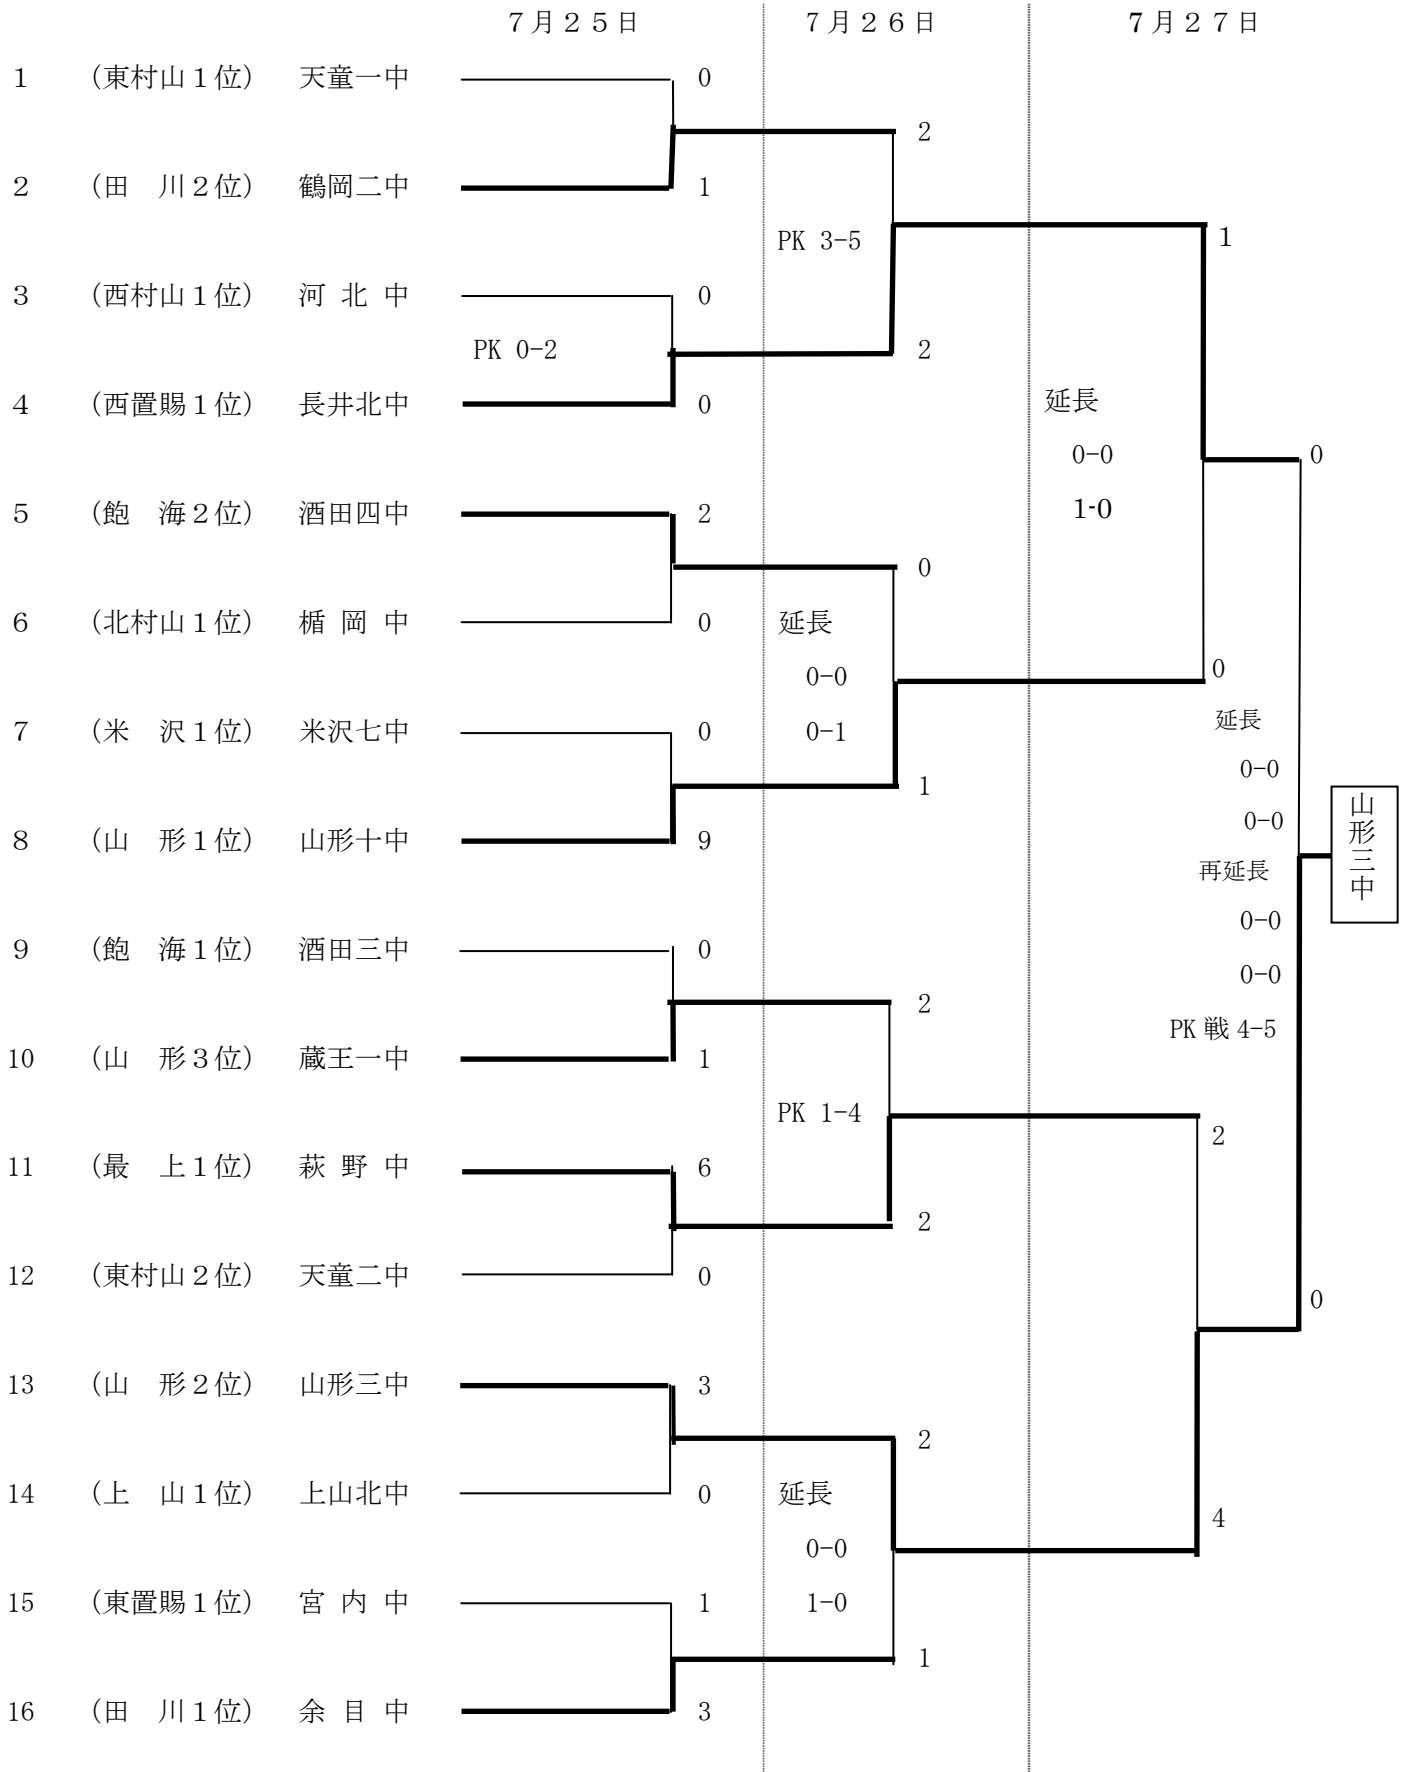 ７月２５日 ７月２６日 ７月２７日
1 （東村山１位） 天童一中 0
2
2 （田　川２位） 鶴岡二中 1
PK 3-5 1
3 （西村山１位） 河 北 中 0
PK 0-2 2
4 （西置賜１位） 長井北中 0 延長
0-0 0
5 （飽　海２位） 酒田四中 2 1-0
0
6 （北村山１位） 楯 岡 中 0 延長
0-0 0
7 （米　沢１位） 米沢七中 0 0-1 延長
1 0-0
8 （山　形１位） 山形十中 9 0-0 山形三中
再延長
0-0
9 （飽　海１位） 酒田三中 0 0-0
2
10 （山　形３位） 蔵王一中 1 PK 戦 4-5
PK 1-4 2
11 （最　上１位） 萩 野 中 6
2
12 （東村山２位） 天童二中 0 0
13 （山　形２位） 山形三中 3
2
14 （上　山１位） 上山北中 0 延長 4
0-0
15 （東置賜１位） 宮 内 中 1 1-0
1
16 （田　川１位） 余 目 中 3